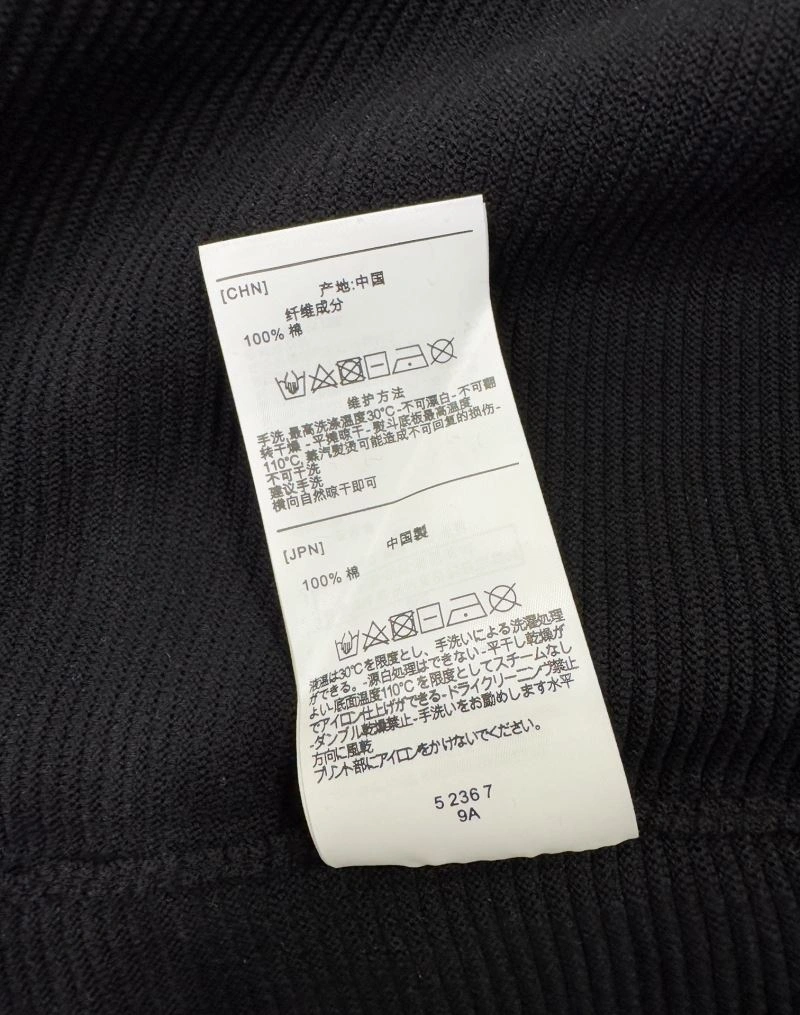 [CHN] 产地:中国
纤维成分
100% 棉
维护方法
手洗,最高洗涤温度30°C-不可漂白-不可翻
转干燥 - 平摊晾干 - 熨斗底板最高温度
110°C,蒸汽熨烫可能造成不可回复的损伤-
不可干洗
建议手洗
横向自然晾干即可
[JPN] 中国製
100% 棉
液温は30℃を限度とし、手洗いによる洗濯処理
ができる。-源白処理はできない-平干し乾燥が
よい-底面温度110℃を限度としてスチームなし
でアイロン仕上げができる-ドライクリーニング禁止
-ダンブル乾燥禁止-手洗いをお勧めします水平
方向に風乾
プリント部にアイロンをかけないでください。
52367
9A